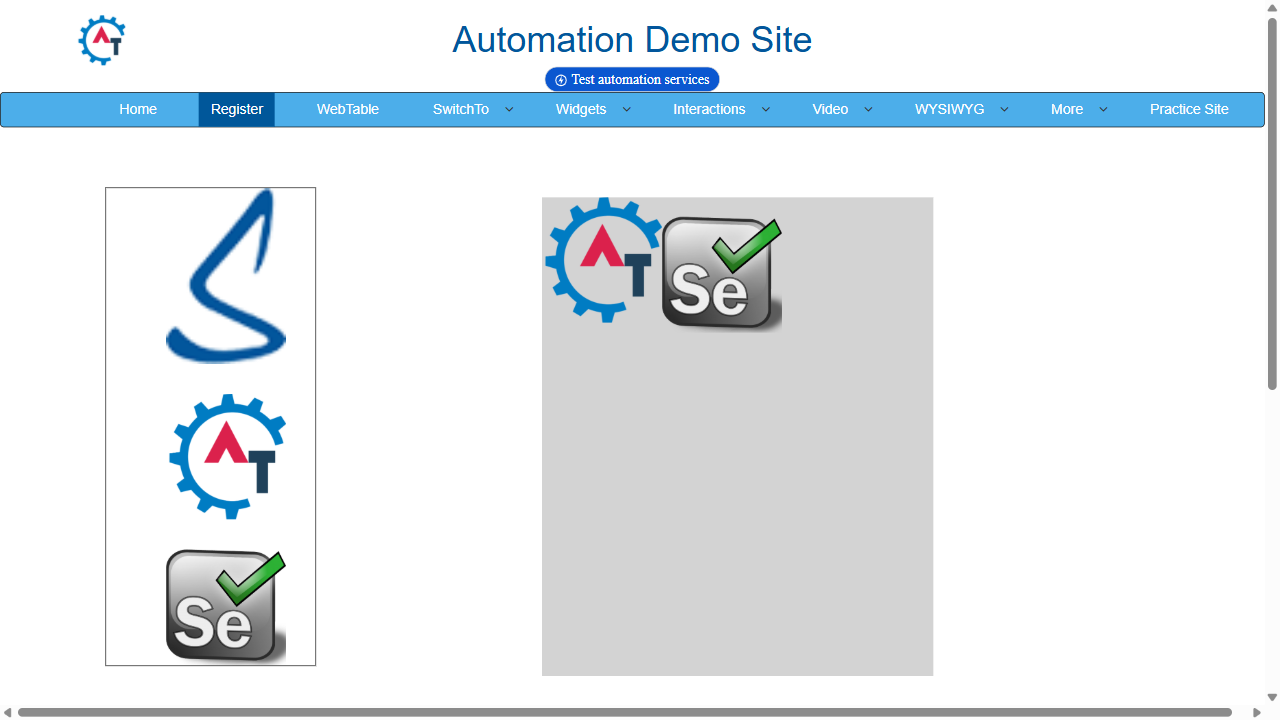 AT
Automation Demo Site
Test automation services
Home Register WebTable SwitchTo Widgets Interactions Video WYSIWYG More Practice Site
AT
Se
AT
Se